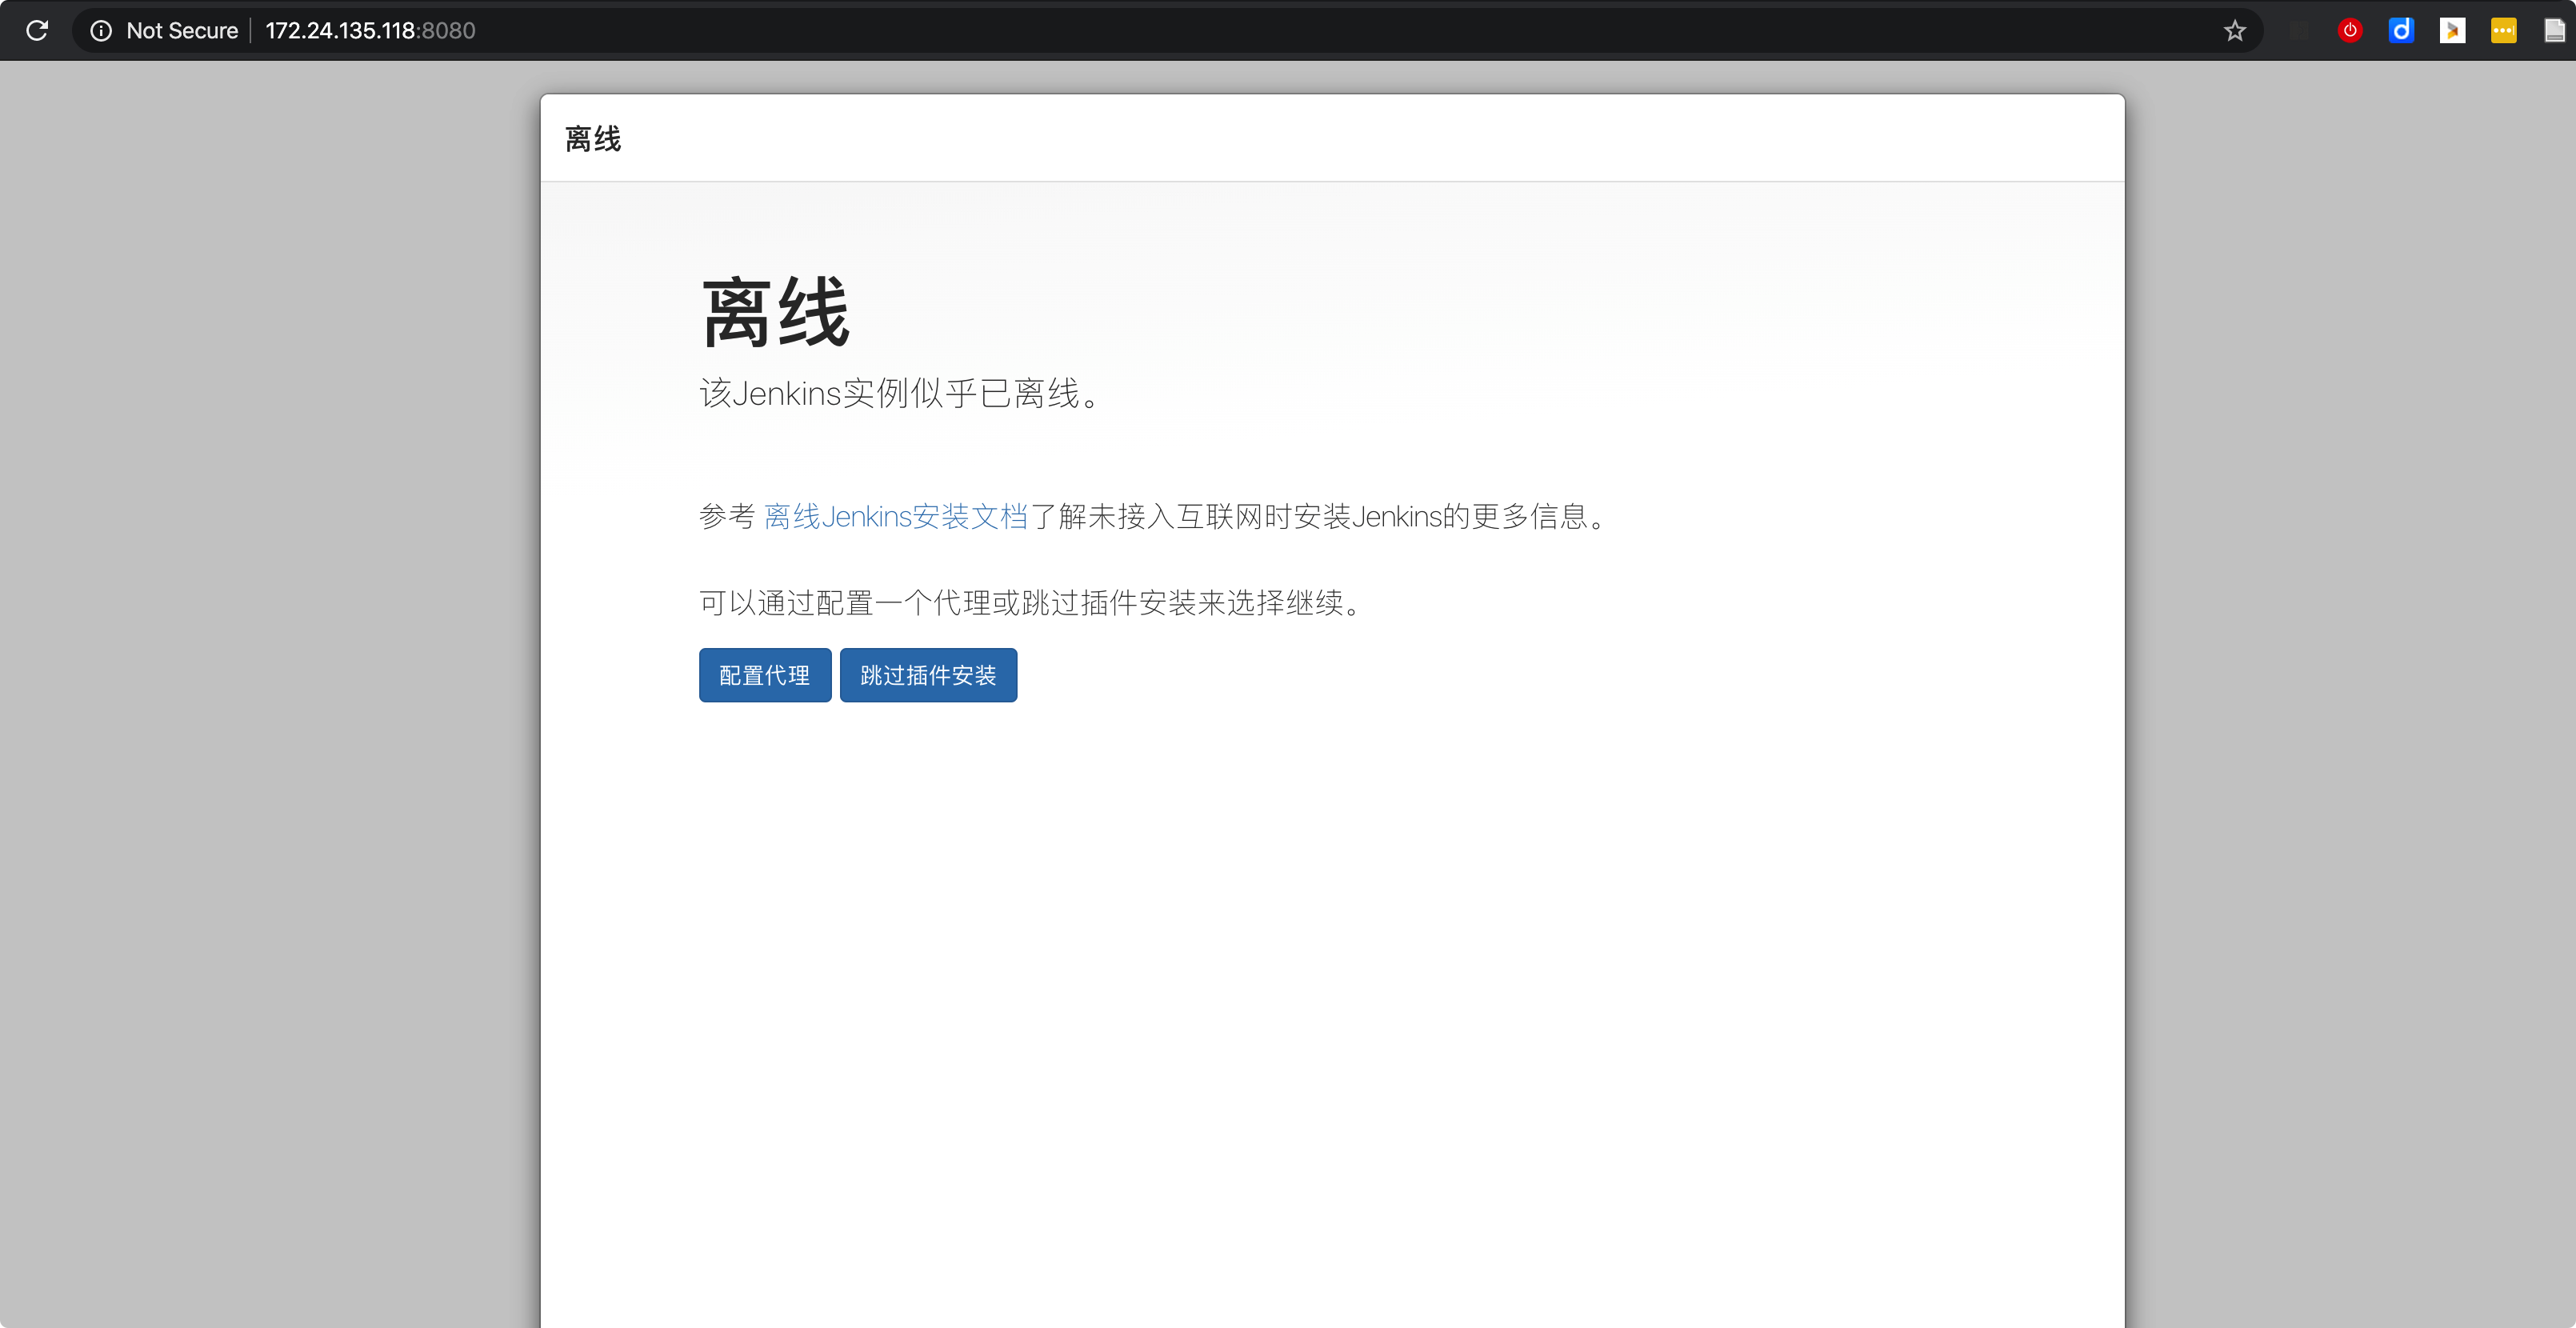 Not Secure 172.24.135.118:8080
离线
离线
该Jenkins实例似乎已离线。
参考 离线Jenkins安装文档了解未接入互联网时安装Jenkins的更多信息。
可以通过配置一个代理或跳过插件安装来选择继续。
配置代理 跳过插件安装